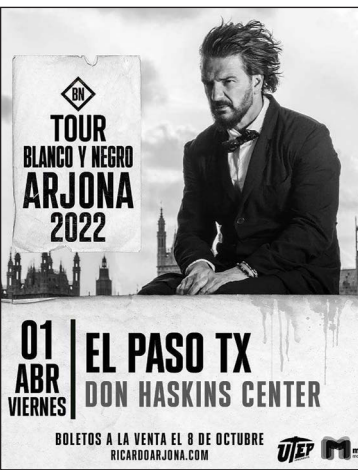 BN
TOUR
BLANCO Y NEGRO
ARJONA
2022
01
ABR
VIERNES
EL PASO TX
DON HASKINS CENTER
BOLETOS A LA VENTA EL 8 DE OCTUBRE
RICARDOARJONA.COM
UTEP